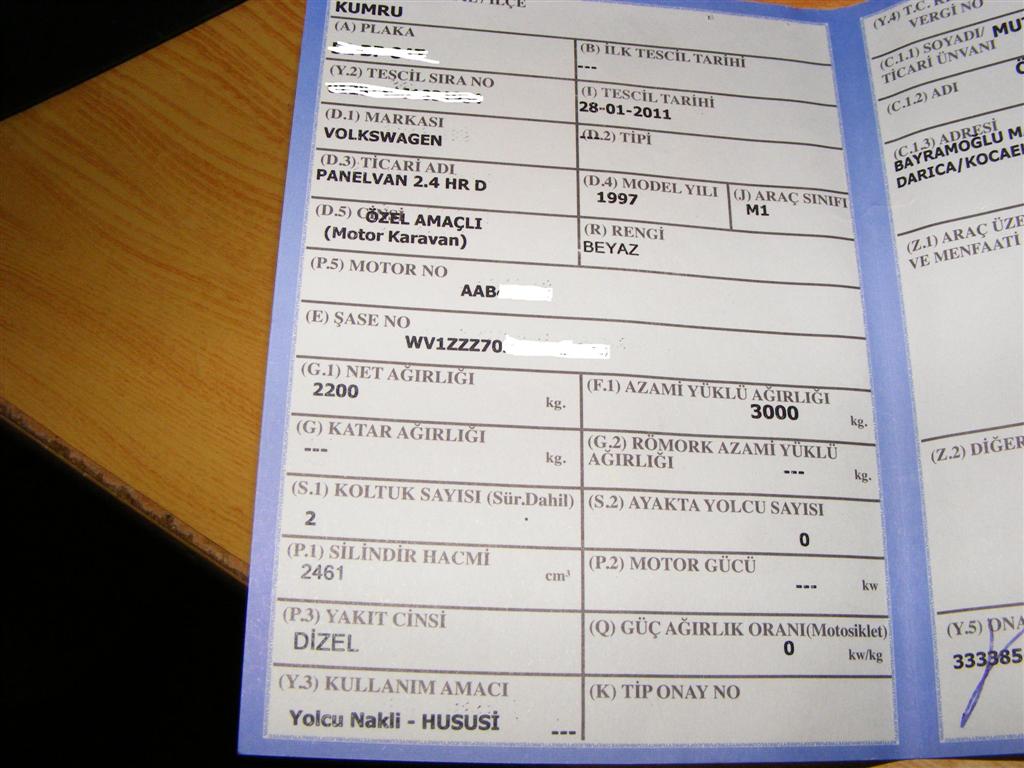 KUMRU
(A) PLAKA
(B) İLK TESCİL TARİHİ
---
(Y.2) TESCİL SIRA NO
(I) TESCİL TARİHİ
28-01-2011
(D.1) MARKASI
VOLKSWAGEN
(D.2) TİPİ
(D.3) TİCARİ ADI
PANELVAN 2.4 HR D
(D.4) MODEL YILI
1997
(J) ARAÇ SINIFI
M1
(D.5) CİNSİ
ÖZEL AMAÇLI
(Motor Karavan)
(R) RENGİ
BEYAZ
(P.5) MOTOR NO
AAB
(E) ŞASE NO
WV1ZZZ70
(G.1) NET AĞIRLIĞI
2200 kg.
(F.1) AZAMİ YÜKLÜ AĞIRLIĞI
3000 kg.
(G) KATAR AĞIRLIĞI
--- kg.
(G.2) RÖMORK AZAMİ YÜKLÜ
AĞIRLIĞI --- kg.
(S.1) KOLTUK SAYISI (Sür.Dahil)
2
(S.2) AYAKTA YOLCU SAYISI
0
(P.1) SİLİNDİR HACMİ
2461 cm³
(P.2) MOTOR GÜCÜ
--- kw
(P.3) YAKIT CİNSİ
DİZEL
(Q) GÜÇ AĞIRLIK ORANI(Motosiklet)
0 kw/kg
(Y.3) KULLANIM AMACI
Yolcu Nakli - HUSUSİ ---
(K) TİP ONAY NO
(Y.4) T.C.
VERGİ NO
(C.1.1) SOYADI/ MU
TİCARİ ÜNVANI
(C.1.2) ADI
(C.1.3) ADRESİ
BAYRAMOĞLU M
DARICA/KOCAE
(Z.1) ARAÇ ÜZE
VE MENFAATİ
(Z.2) DİĞER
(Y.5) ONA
333385